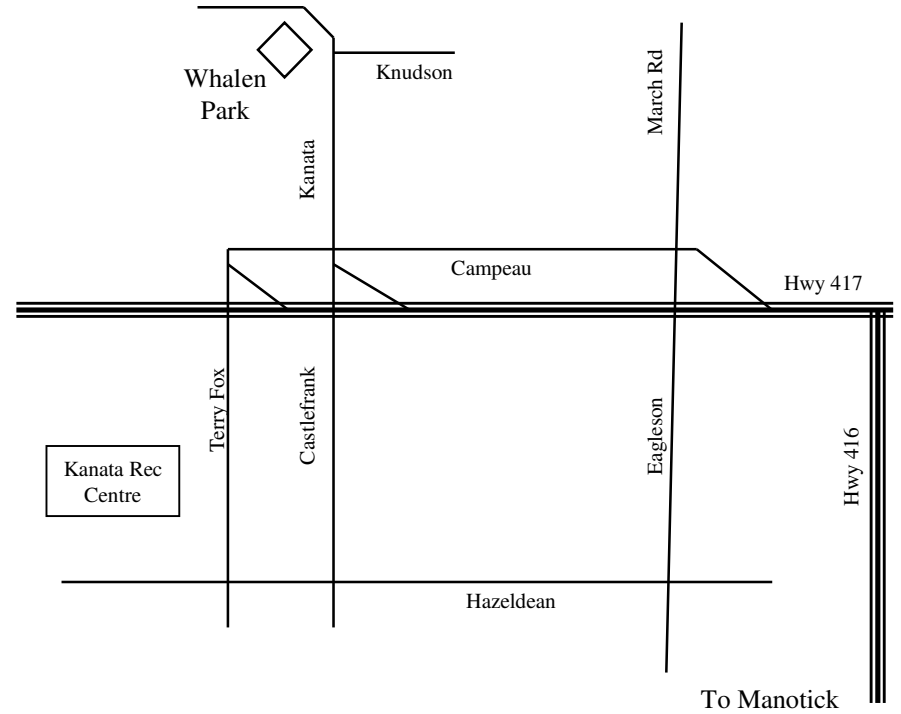 Whalen
Park
Knudson
March Rd
Kanata
Campeau
Hwy 417
Terry Fox
Castlefrank
Eagleson
Hwy 416
Kanata Rec
Centre
Hazeldean
To Manotick